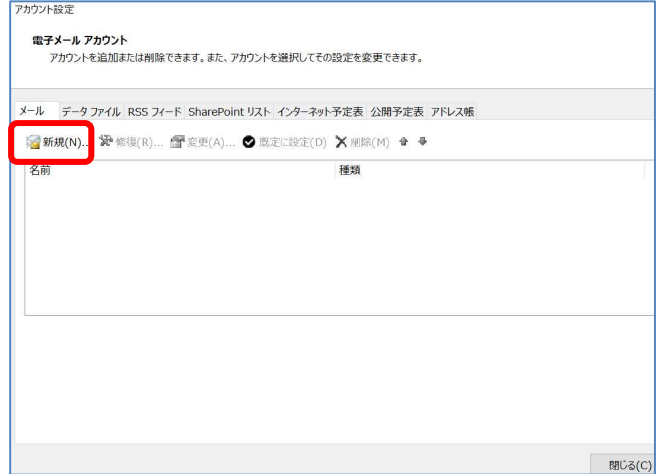 アカウント設定
電子メール アカウント
アカウントを追加または削除できます。また、アカウントを選択してその設定を変更できます。
メール データ ファイル RSS フィード SharePoint リスト インターネット予定表 公開予定表 アドレス帳
新規(N)... 修復(R)... 変更(A)... 既定に設定(D) 削除(M)
名前 種類
閉じる(C)